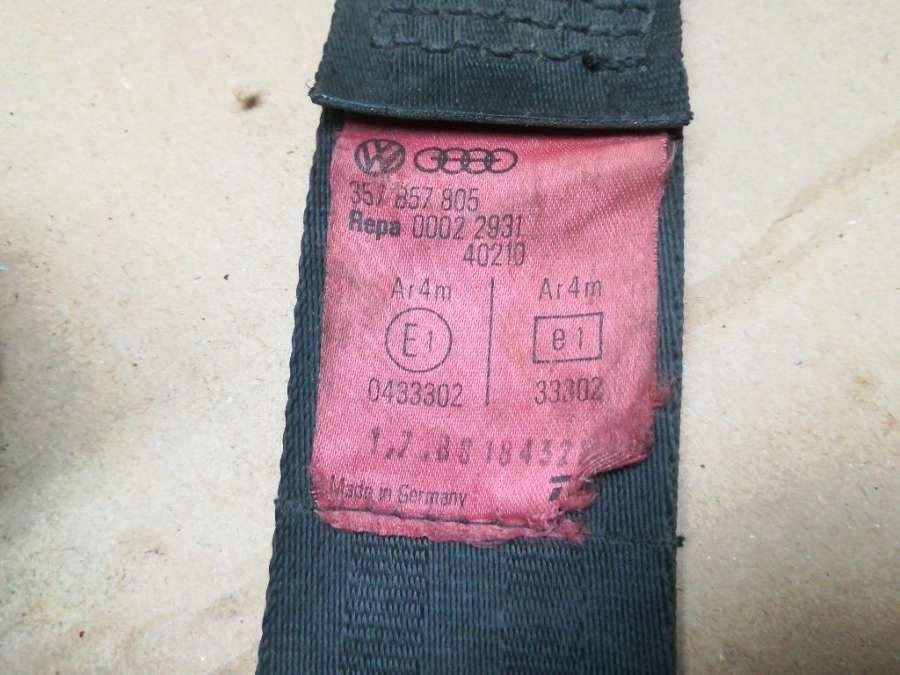 357 857 805
Repa 0002 2931
40210
Ar4m Ar4m
E1 e1
0433302 33302
Made in Germany